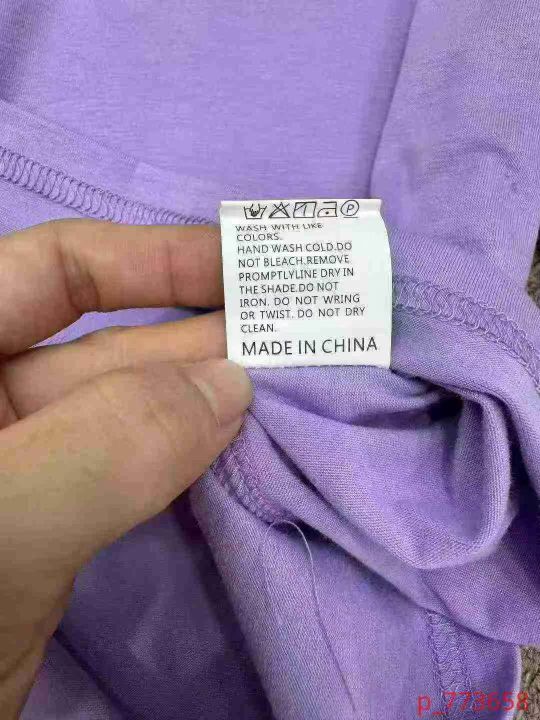 WASH WITH LIKE
COLORS.
HAND WASH COLD.DO
NOT BLEACH.REMOVE
PROMPTLYLINE DRY IN
THE SHADE.DO NOT
IRON. DO NOT WRING
OR TWIST. DO NOT DRY
CLEAN.
MADE IN CHINA
p_773658